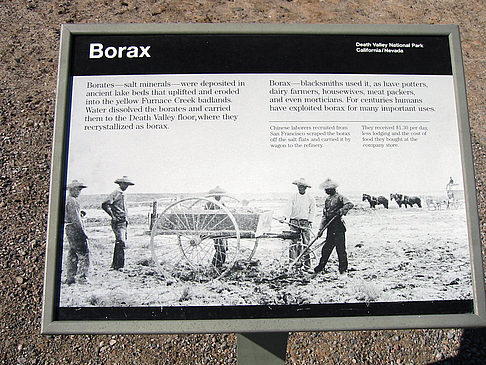 Borax
Death Valley National Park
California/Nevada
Borates—salt minerals—were deposited in
ancient lake beds that uplifted and eroded
into the yellow Furnace Creek badlands.
Water dissolved the borates and carried
them to the Death Valley floor, where they
recrystallized as borax.
Borax—blacksmiths used it, as have potters,
dairy farmers, housewives, meat packers,
and even morticians. For centuries humans
have exploited borax for many important uses.
Chinese laborers recruited from
San Francisco scraped the borax
off the salt flats and carried it by
wagon to the refinery.
They received $1.30 per day,
less lodging and the cost of
food they bought at the
company store.